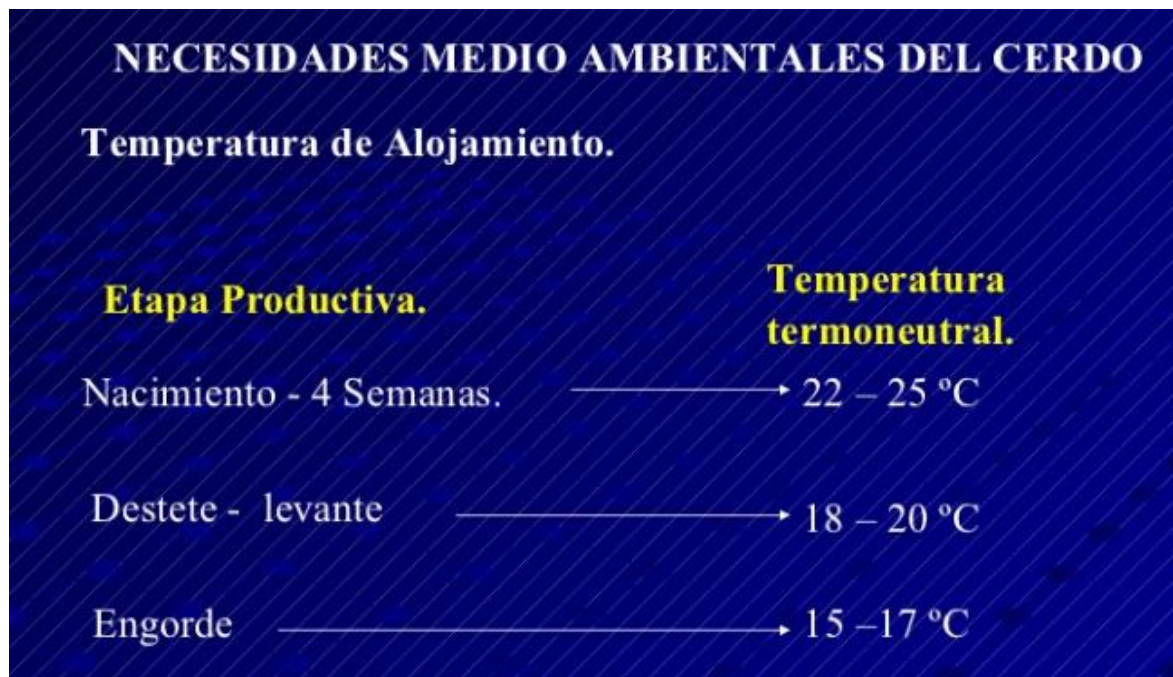 NECESIDADES MEDIO AMBIENTALES DEL CERDO
Temperatura de Alojamiento.
Etapa Productiva.
Temperatura
termoneutral.
Nacimiento - 4 Semanas. 22 – 25 ºC
Destete - levante 18 – 20 ºC
Engorde 15 –17 ºC